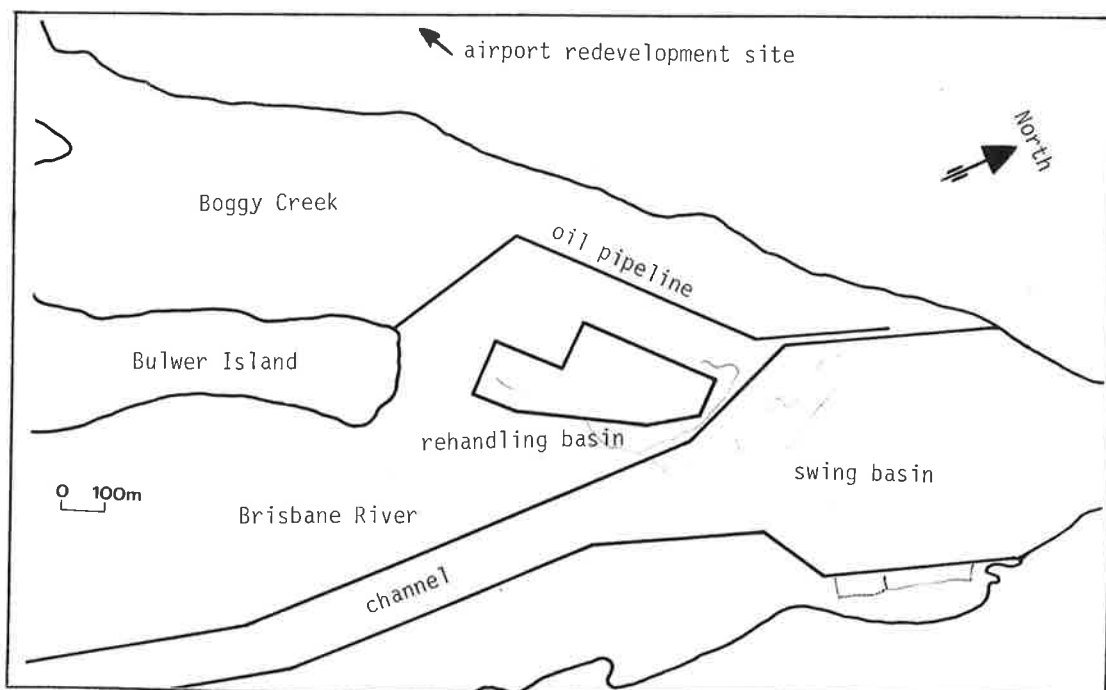 airport redevelopment site
North
Boggy Creek
oil pipeline
Bulwer Island
rehandling basin
swing basin
0 100m
Brisbane River
channel